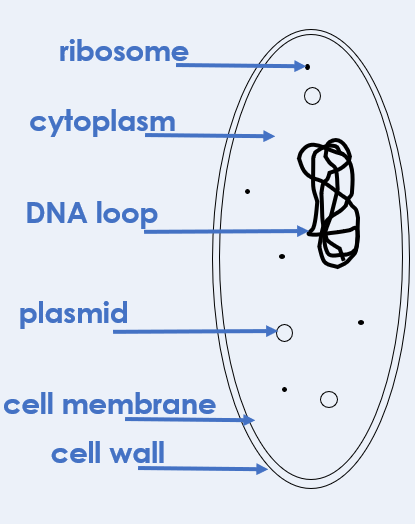 ribosome
cytoplasm
DNA loop
plasmid
cell membrane
cell wall